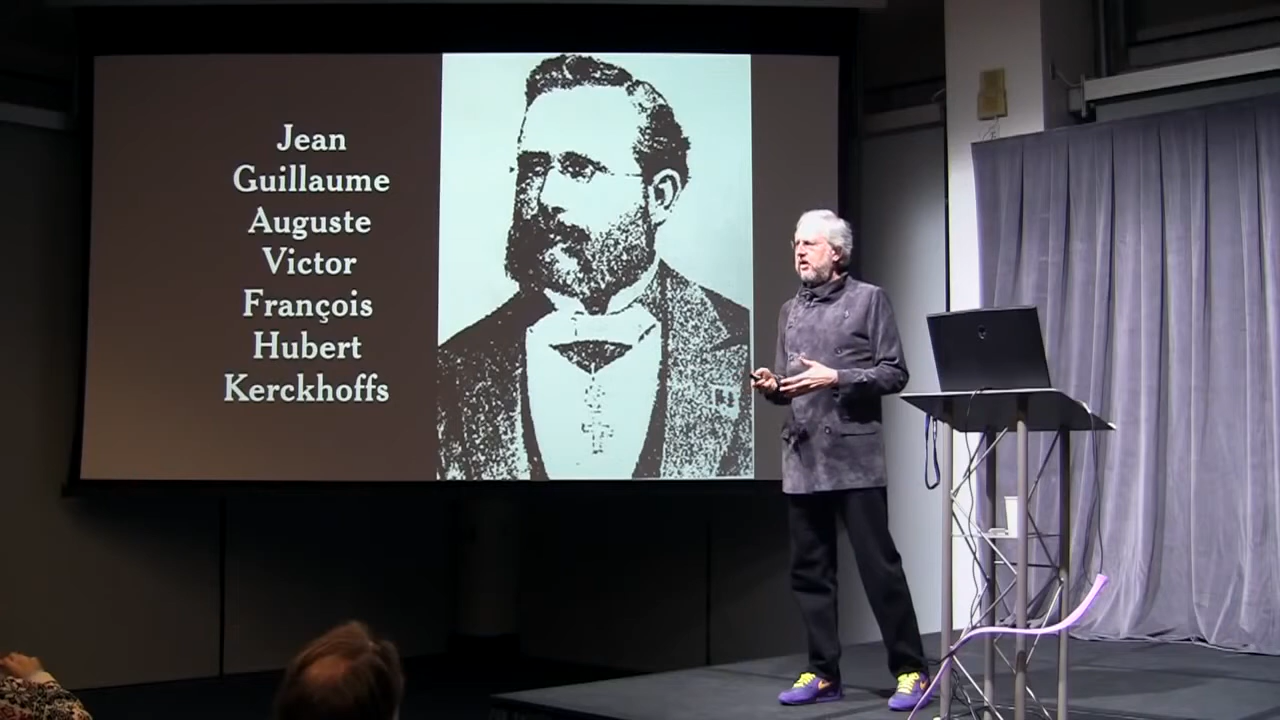 Jean
Guillaume
Auguste
Victor
François
Hubert
Kerckhoffs